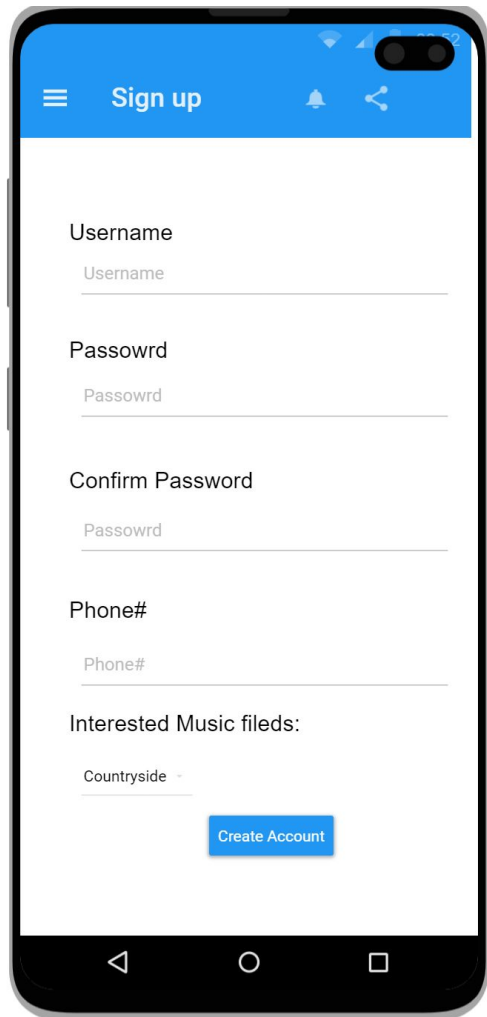 Sign up
Username
Username
Passowrd
Passowrd
Confirm Password
Passowrd
Phone#
Phone#
Interested Music fileds:
Countryside
Create Account